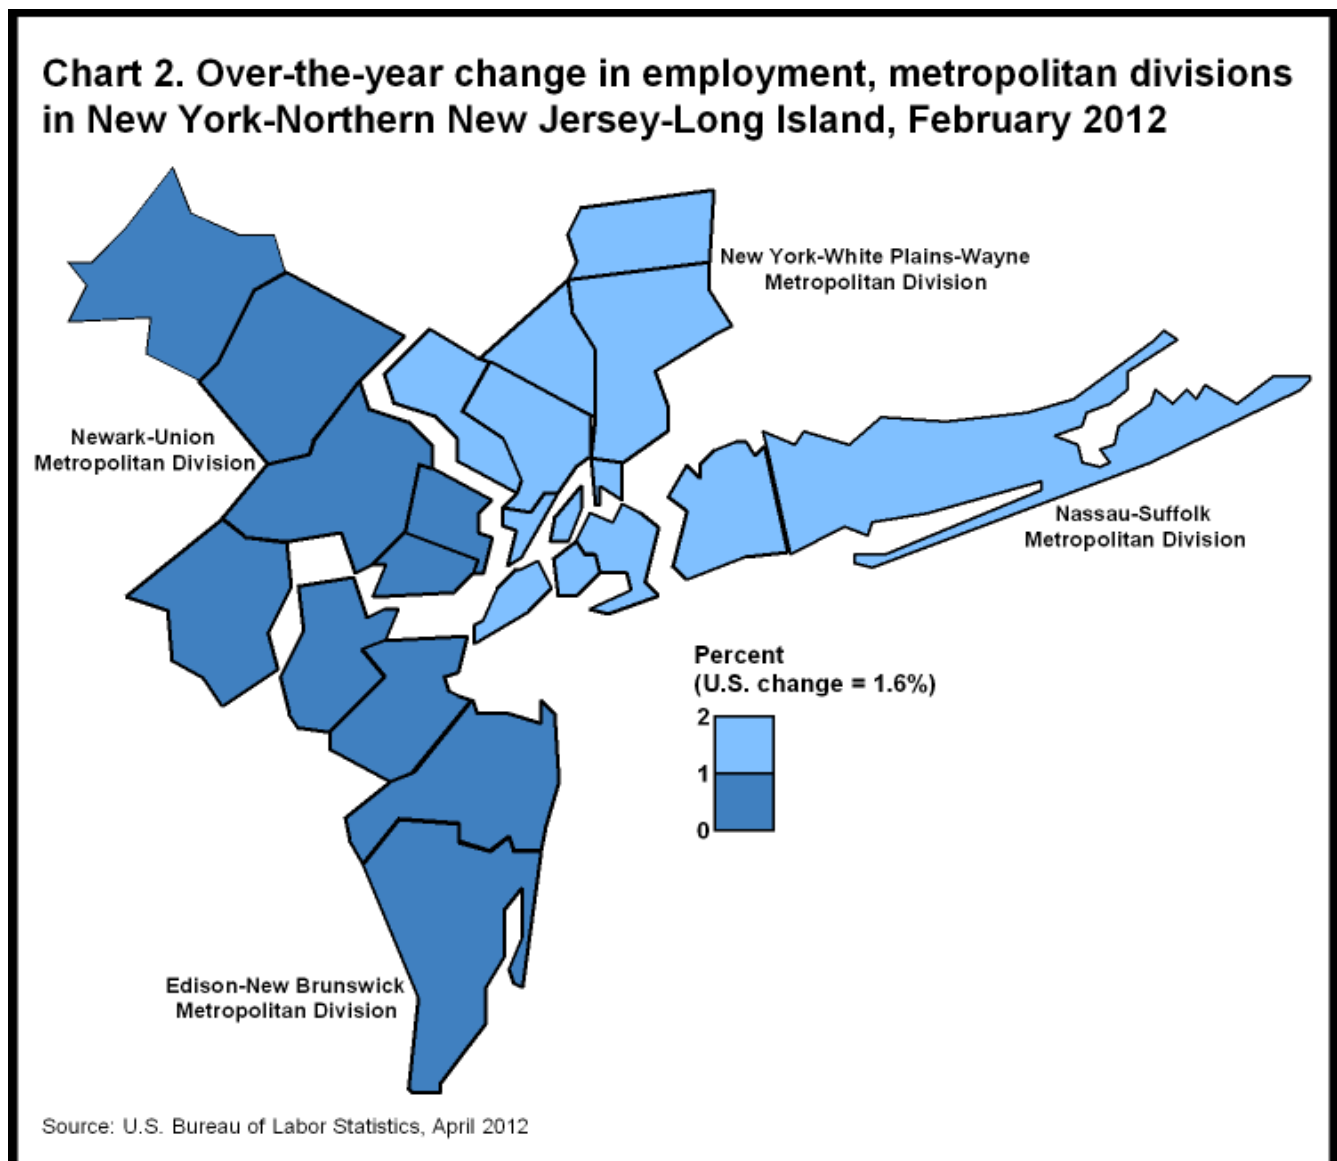 Chart 2. Over-the-year change in employment, metropolitan divisions
in New York-Northern New Jersey-Long Island, February 2012
New York-White Plains-Wayne
Metropolitan Division
Newark-Union
Metropolitan Division
Nassau-Suffolk
Metropolitan Division
Percent
(U.S. change = 1.6%)
2
1
0
Edison-New Brunswick
Metropolitan Division
Source: U.S. Bureau of Labor Statistics, April 2012